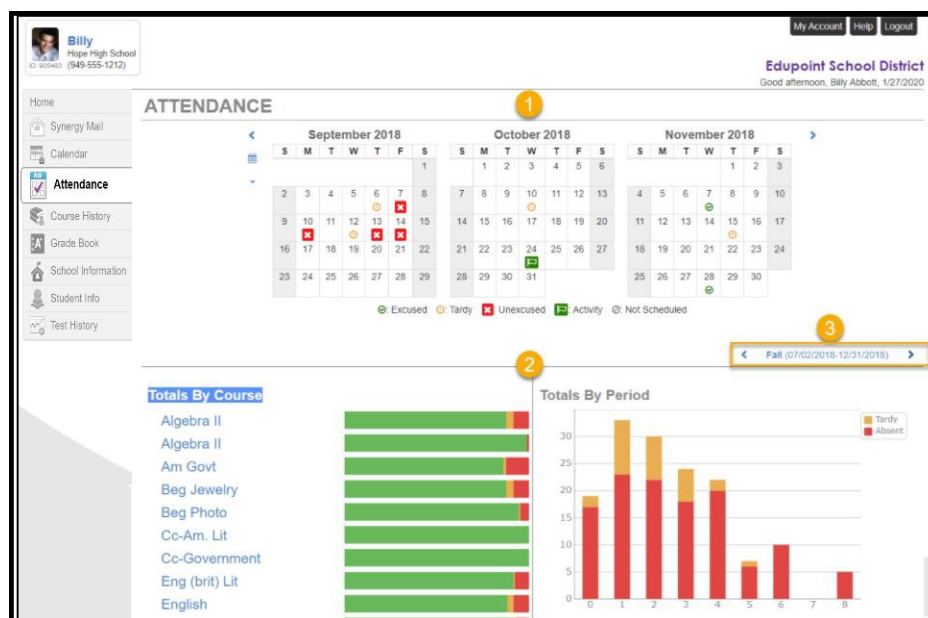 My Account Help Logout
Billy
Hope High School
ID: 905483 (949-555-1212)
Edupoint School District
Good afternoon, Billy Abbott, 1/27/2020
Home
Synergy Mail
Calendar
Attendance
Course History
Grade Book
School Information
Student Info
Test History
ATTENDANCE
1
September 2018 October 2018 November 2018
S M T W T F S S M T W T F S S M T W T F S
1 1 2 3 4 5 6 1 2 3
2 3 4 5 6 7 8 7 8 9 10 11 12 13 4 5 6 7 8 9 10
9 10 11 12 13 14 15 14 15 16 17 18 19 20 11 12 13 14 15 16 17
16 17 18 19 20 21 22 21 22 23 24 25 26 27 18 19 20 21 22 23 24
23 24 25 26 27 28 29 28 29 30 31 25 26 27 28 29 30
: Excused : Tardy : Unexcused : Activity : Not Scheduled
3
Fall (07/02/2018-12/31/2018)
2
Totals By Course
Algebra II
Algebra II
Am Govt
Beg Jewelry
Beg Photo
Cc-Am. Lit
Cc-Government
Eng (brit) Lit
English
Totals By Period
Tardy
Absent
30
25
20
15
10
5
0
0 1 2 3 4 5 6 7 8